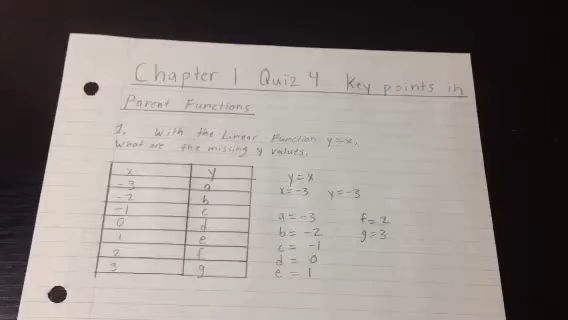 Chapter 1 Quiz 4 Key points in
Parent Functions
1. With the Linear Function y=x,
What are the missing y values.
x y
-3 a
-2 b
-1 c
0 d
1 e
2 f
3 g
y=x
x=-3 y=-3
a=-3 f=2
b=-2 g=3
c=-1
d=0
e=1